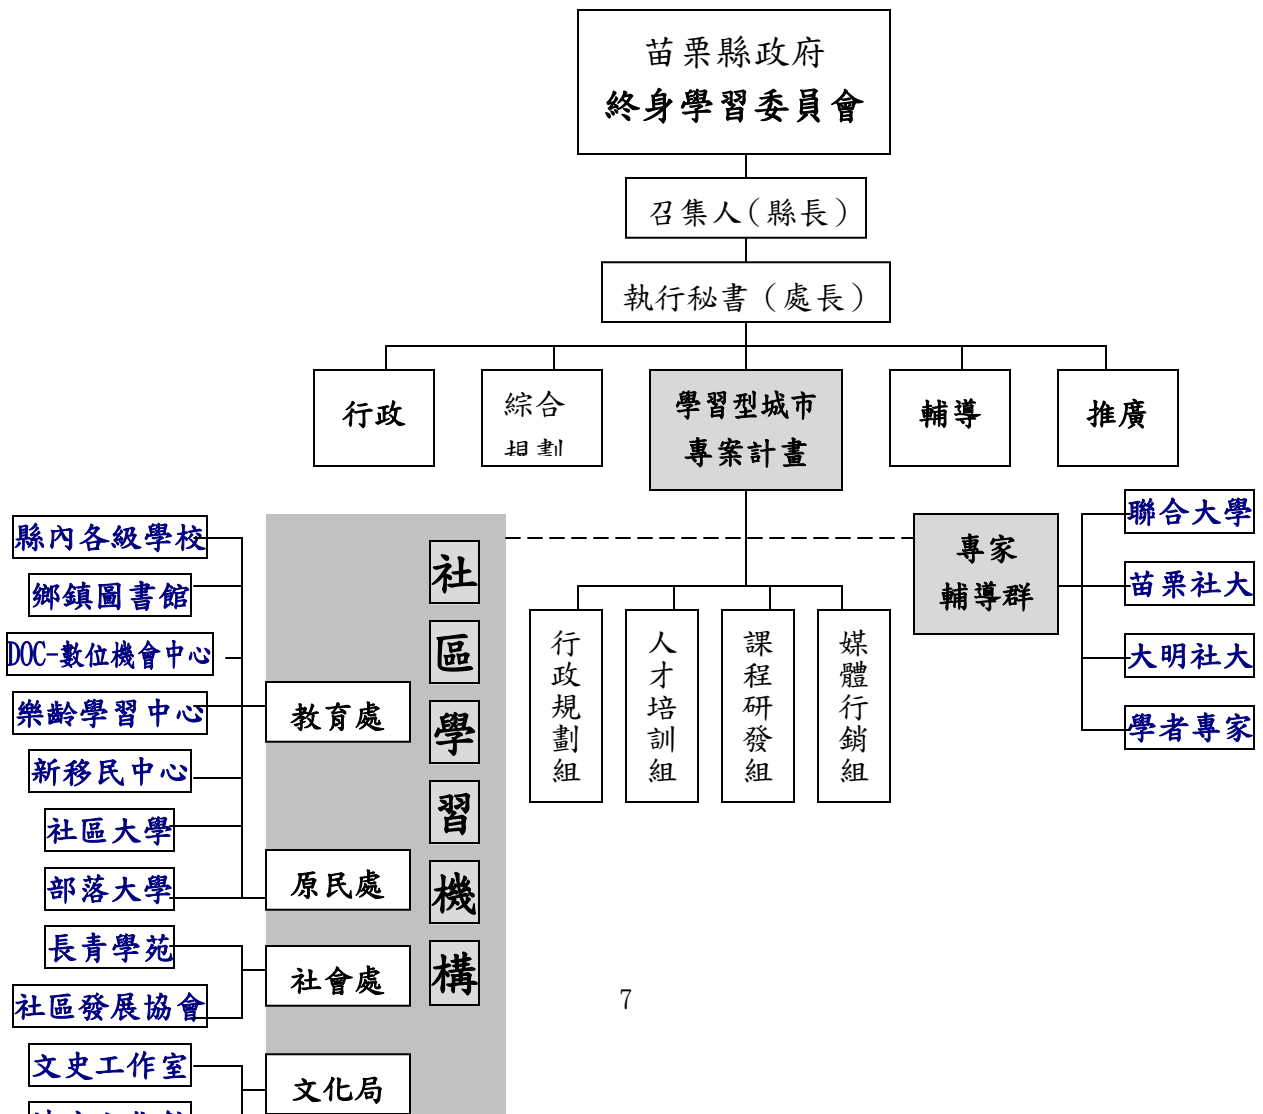 苗栗縣政府
終身學習委員會
召集人（縣長）
執行秘書（處長）
行政
綜合
規劃
學習型城市
專案計畫
輔導
推廣
縣內各級學校
鄉鎮圖書館
DOC-數位機會中心
樂齡學習中心
新移民中心
社區大學
部落大學
長青學苑
社區發展協會
文史工作室
教育處
原民處
社會處
文化局
社區學習機構
行政規劃組
人才培訓組
課程研發組
媒體行銷組
專家
輔導群
聯合大學
苗栗社大
大明社大
學者專家
7